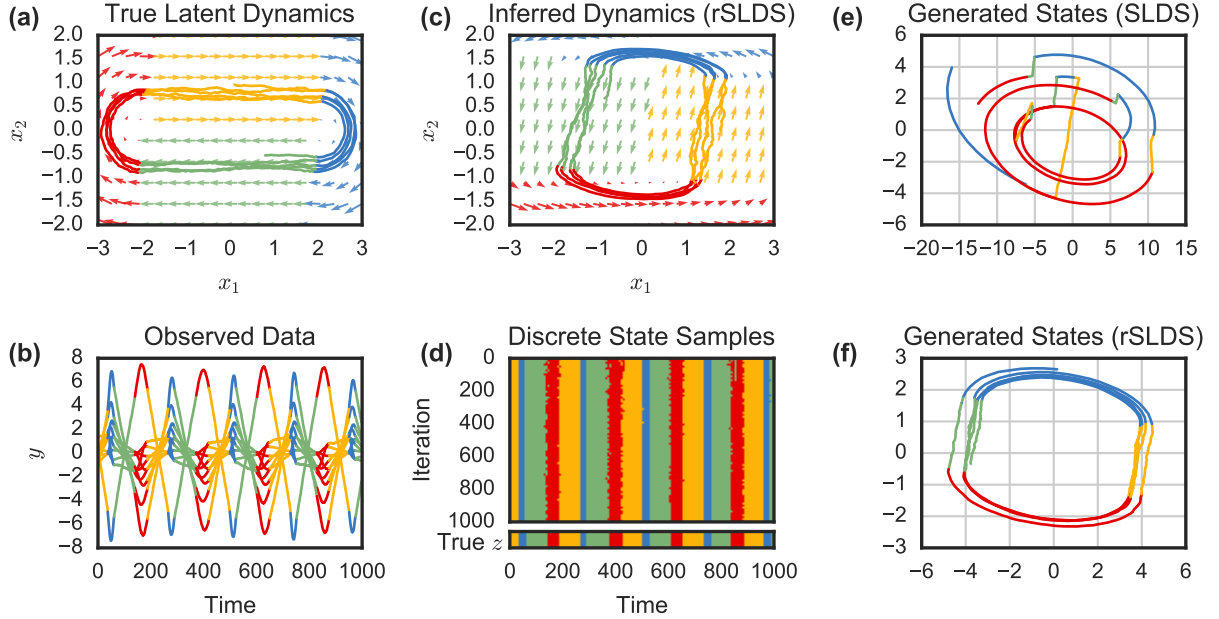 (a) True Latent Dynamics
x₂
2.0
1.5
1.0
0.5
0.0
−0.5
−1.0
−1.5
−2.0
−3 −2 −1 0 1 2 3
x₁
(c) Inferred Dynamics (rSLDS)
x₂
2.0
1.5
1.0
0.5
0.0
−0.5
−1.0
−1.5
−2.0
−3 −2 −1 0 1 2 3
x₁
(e) Generated States (SLDS)
6
4
2
0
−2
−4
−6
−20 −15 −10 −5 0 5 10 15
(b) Observed Data
y
8
6
4
2
0
−2
−4
−6
−8
0 200 400 600 800 1000
Time
(d) Discrete State Samples
Iteration
0
200
400
600
800
1000
True z
0 200 400 600 800 1000
Time
(f) Generated States (rSLDS)
3
2
1
0
−1
−2
−3
−6 −4 −2 0 2 4 6